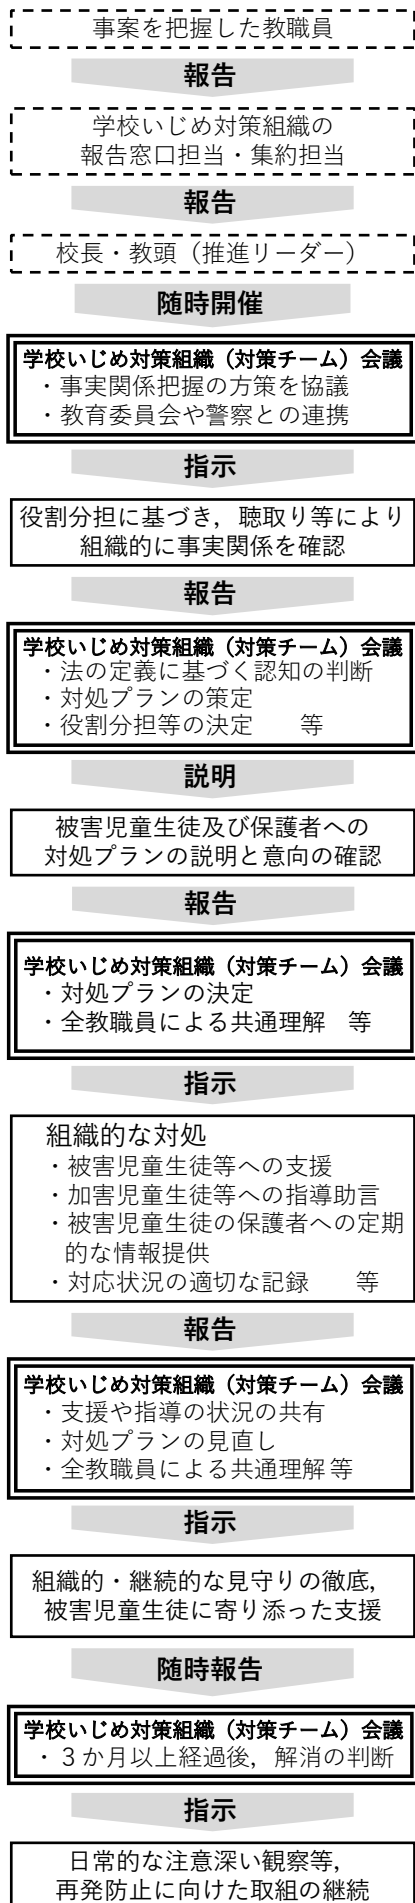 事案を把握した教職員
報告
学校いじめ対策組織の
報告窓口担当・集約担当
報告
校長・教頭（推進リーダー）
随時開催
学校いじめ対策組織（対策チーム）会議
・事実関係把握の方策を協議
・教育委員会や警察との連携
指示
役割分担に基づき，聴取り等により
組織的に事実関係を確認
報告
学校いじめ対策組織（対策チーム）会議
・法の定義に基づく認知の判断
・対処プランの策定
・役割分担等の決定　　等
説明
被害児童生徒及び保護者への
対処プランの説明と意向の確認
報告
学校いじめ対策組織（対策チーム）会議
・対処プランの決定
・全教職員による共通理解　等
指示
組織的な対処
・被害児童生徒等への支援
・加害児童生徒等への指導助言
・被害児童生徒の保護者への定期
的な情報提供
・対応状況の適切な記録　　等
報告
学校いじめ対策組織（対策チーム）会議
・支援や指導の状況の共有
・対処プランの見直し
・全教職員による共通理解 等
指示
組織的・継続的な見守りの徹底，
被害児童生徒に寄り添った支援
随時報告
学校いじめ対策組織（対策チーム）会議
・３か月以上経過後，解消の判断
指示
日常的な注意深い観察等，
再発防止に向けた取組の継続